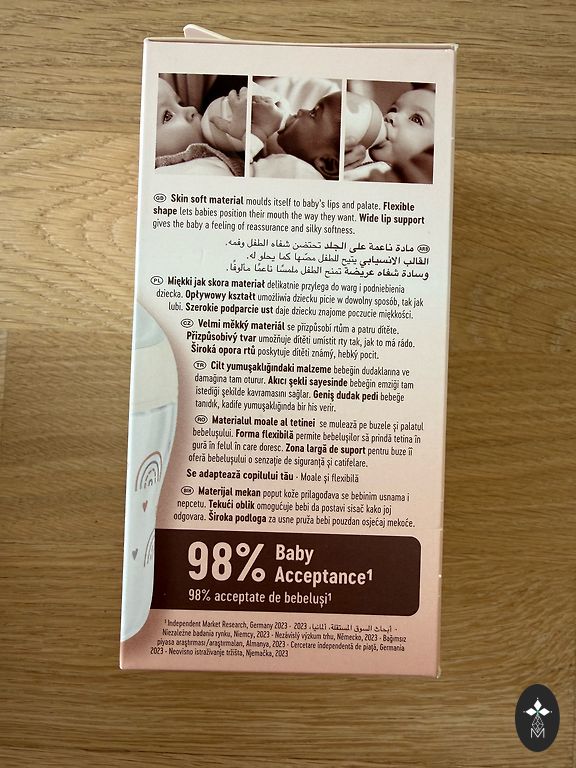 GB Skin soft material moulds itself to baby's lips and palate. Flexible
shape lets babies position their mouth the way they want. Wide lip support
gives the baby a feeling of reassurance and silky softness.
ARB مادة ناعمة على الجلد تحتضن شفاه الطفل وفمه.
القالب الانسيابي يتيح للطفل مصّها كما يحلو له.
وسادة شفاه عريضة تمنح الطفل ملمسًا ناعمًا مألوفًا.
PL Miękki jak skora materiał delikatnie przylega do warg i podniebienia
dziecka. Opływowy kształt umożliwia dziecku picie w dowolny sposób, tak jak
lubi. Szerokie podparcie ust daje dziecku znajome poczucie miękkości.
CZ Velmi měkký materiál se přizpůsobí rtům a patru dítěte.
Přizpůsobivý tvar umožňuje dítěti umístit rty tak, jak to má rádo.
Široká opora rtů poskytuje dítěti známý, hebký pocit.
TR Cilt yumuşaklığındaki malzeme bebeğin dudaklarına ve
damağına tam oturur. Akıcı şekli sayesinde bebeğin emziği tam
istediği şekilde kavramasını sağlar. Geniş dudak pedi bebeğe
tanıdık, kadife yumuşaklığında bir his verir.
RO Materialul moale al tetinei se mulează pe buzele și palatul
bebelușului. Forma flexibilă permite bebelușilor să prindă tetina în
gură în felul în care doresc. Zona largă de suport pentru buze îi
oferă bebelușului o senzație de siguranță și catifelare.
Se adaptează copilului tău · Moale și flexibilă
BIH Materijal mekan poput kože prilagođava se bebinim usnama i
nepcetu. Tekući oblik omogućuje bebi da postavi sisač kako joj
odgovara. Široka podloga za usne pruža bebi pouzdan osjećaj mekoće.
98% Baby
Acceptance¹
98% acceptate de bebeluși¹
¹ Independent Market Research, Germany 2023 - أبحاث السوق المستقلة، ألمانيا، 2023 -
Niezależne badania rynku, Niemcy, 2023 - Nezávislý výzkum trhu, Německo, 2023 - Bağımsız
piyasa araştırması/araştırmaları, Almanya, 2023 - Cercetare independentă de piață, Germania
2023 - Neovisno istraživanje tržišta, Njemačka, 2023
M